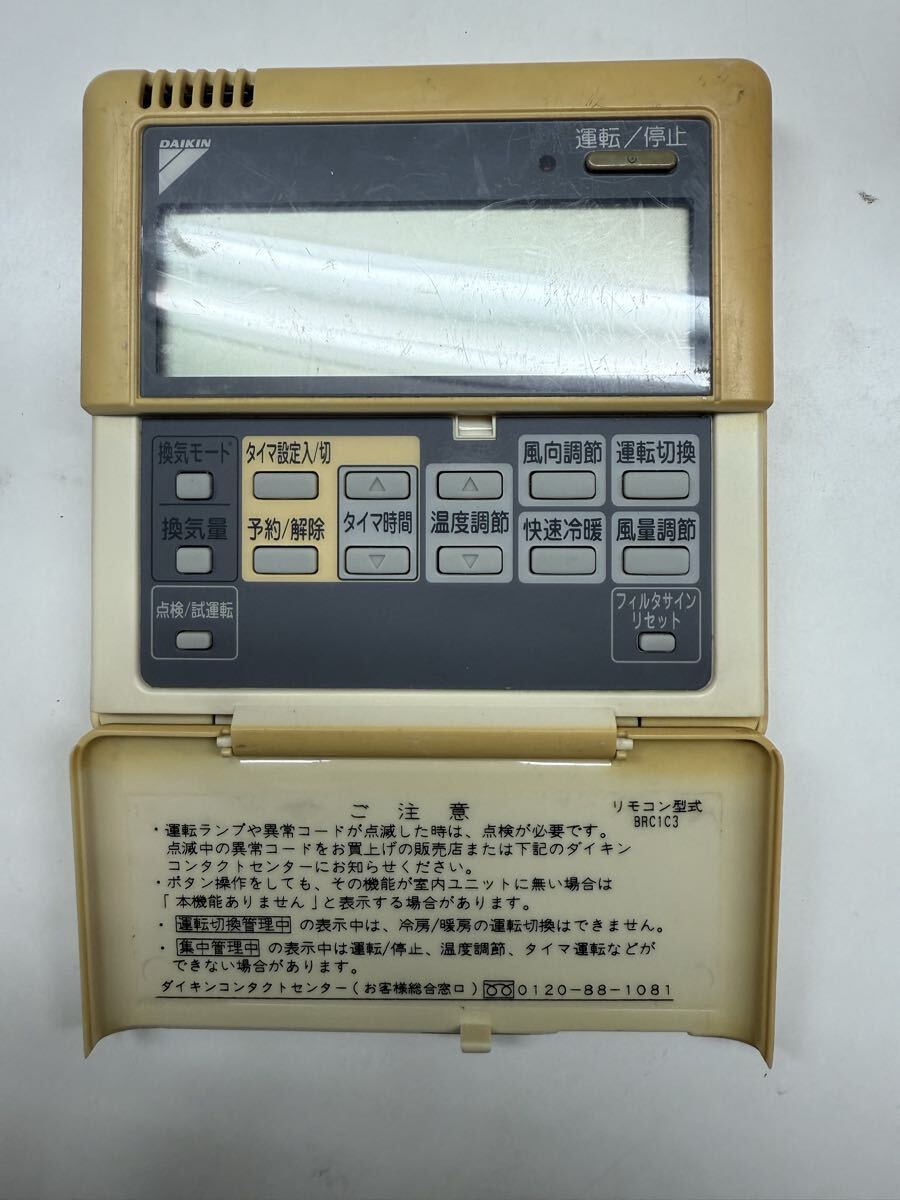 DAIKIN
運転/停止
換気モード
タイマ設定入/切
風向調節
運転切換
換気量
予約/解除
タイマ時間
温度調節
快速冷暖
風量調節
点検/試運転
フィルタサイン
リセット
ご注意
リモコン型式
BRC1C3
・運転ランプや異常コードが点滅した時は、点検が必要です。
点滅中の異常コードをお買上げの販売店または下記のダイキン
コンタクトセンターにお知らせください。
・ボタン操作をしても、その機能が室内ユニットに無い場合は
「本機能ありません」と表示する場合があります。
・運転切換管理中 の表示中は、冷房/暖房の運転切換はできません。
・集中管理中 の表示中は運転/停止、温度調節、タイマ運転などが
できない場合があります。
ダイキンコンタクトセンター(お客様総合窓口) 0120-88-1081